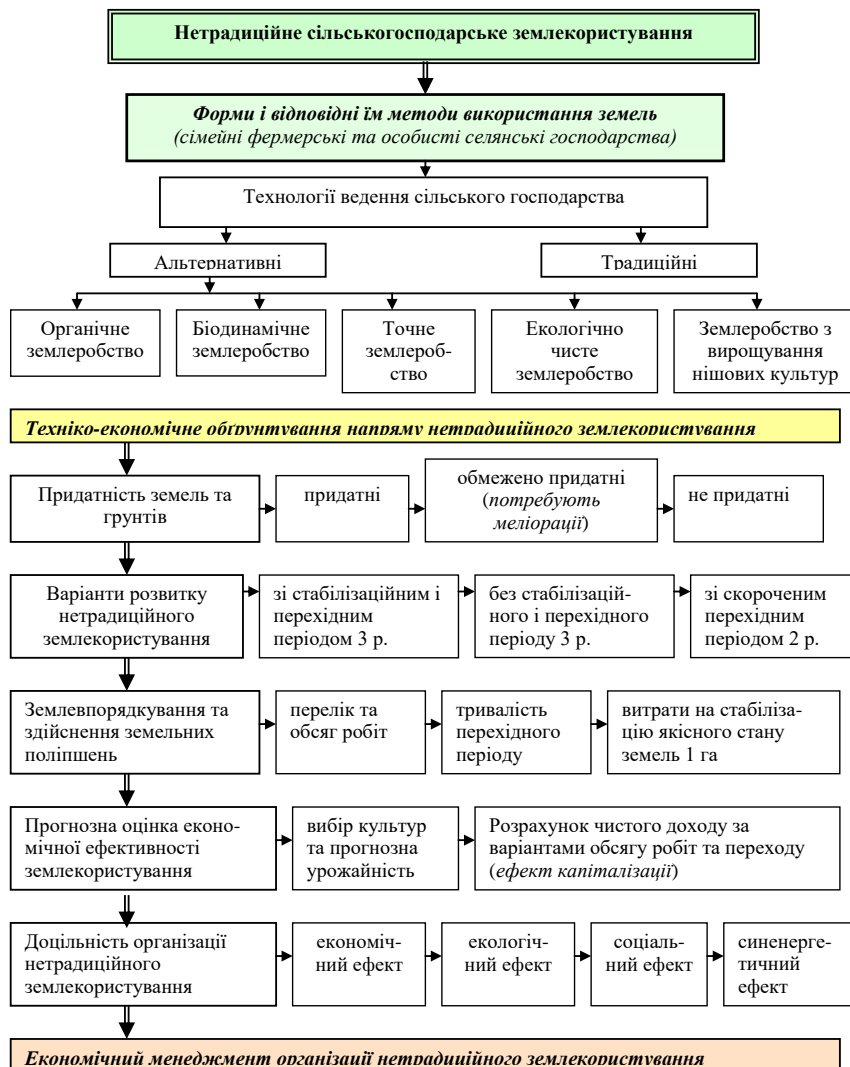 Нетрадиційне сільськогосподарське землекористування
Форми і відповідні їм методи використання земель
(сімейні фермерські та особисті селянські господарства)
Технології ведення сільського господарства
Альтернативні
Традиційні
Органічне
землеробство
Біодинамічне
землеробство
Точне
землероб-
ство
Екологічно
чисте
землеробство
Землеробство з
вирощування
нішових культур
Техніко-економічне обґрунтування напряму нетрадиційного землекористування
Придатність земель та
грунтів
придатні
обмежено придатні
(потребують
меліорації)
не придатні
Варіанти розвитку
нетрадиційного
землекористування
зі стабілізаційним і
перехідним
періодом 3 р.
без стабілізацій-
ного і перехідного
періоду 3 р.
зі скороченим
перехідним
періодом 2 р.
Землевпорядкування та
здійснення земельних
поліпшень
перелік та
обсяг робіт
тривалість
перехідного
періоду
витрати на стабіліза-
цію якісного стану
земель 1 га
Прогнозна оцінка еконо-
мічної ефективності
землекористування
вибір культур
та прогнозна
урожайність
Розрахунок чистого доходу за
варіантами обсягу робіт та переходу
(ефект капіталізації)
Доцільність організації
нетрадиційного
землекористування
економіч-
ний ефект
екологіч-
ний ефект
соціаль-
ний ефект
синенерге-
тичний
ефект
Економічний менеджмент організації нетрадиційного землекористування